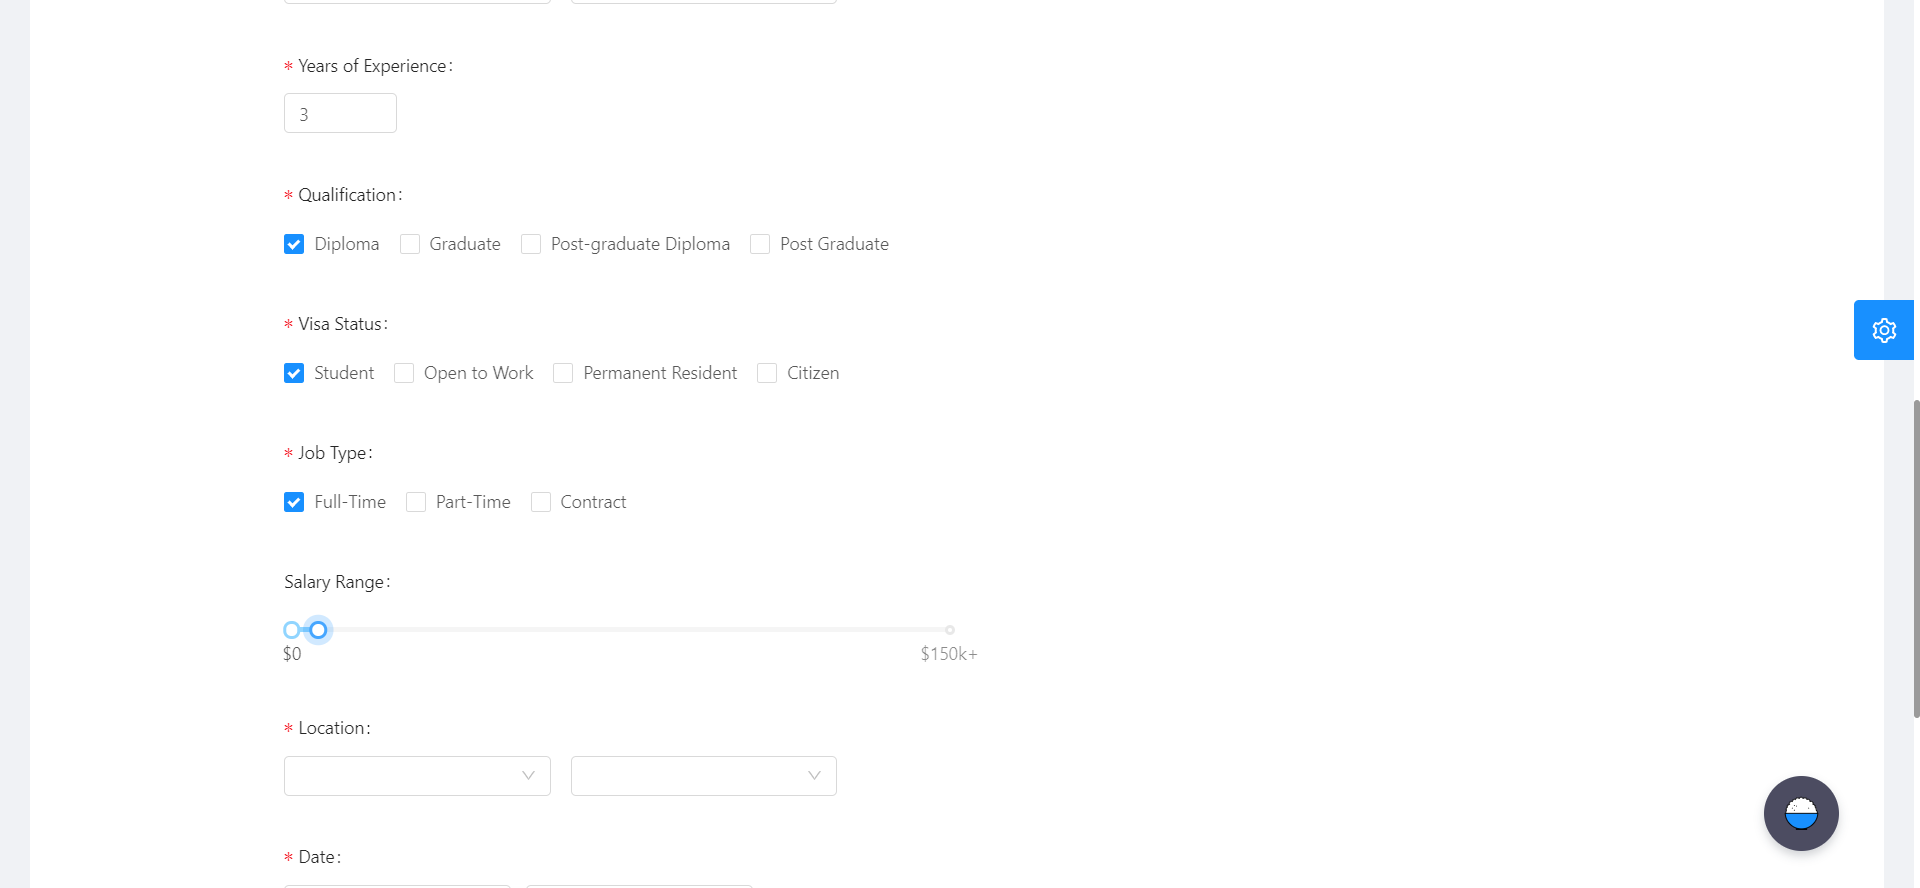 * Years of Experience:
3
* Qualification:
Diploma Graduate Post-graduate Diploma Post Graduate
* Visa Status:
Student Open to Work Permanent Resident Citizen
* Job Type:
Full-Time Part-Time Contract
Salary Range:
$0 $150k+
* Location:
* Date: